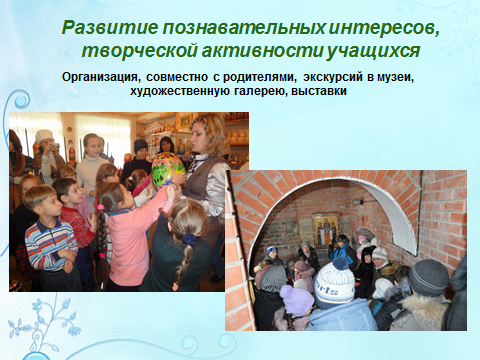 Развитие познавательных интересов,
творческой активности учащихся
Организация, совместно с родителями, экскурсий в музеи,
художественную галерею, выставки